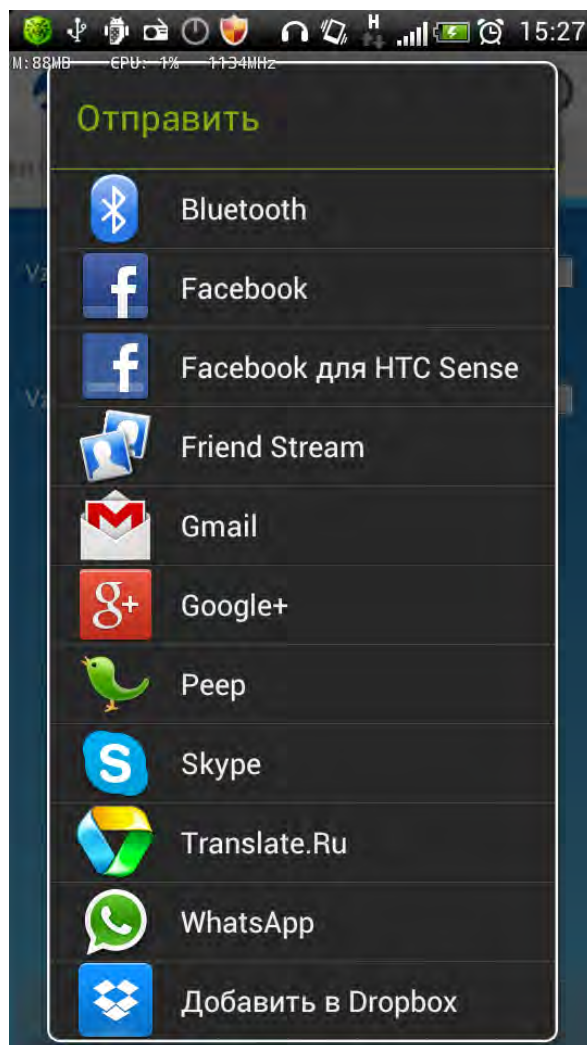 H 15:27
M:88MB CPU: 1% 1134MHz
Отправить
Bluetooth
Facebook
Facebook для HTC Sense
Friend Stream
Gmail
Google+
Peep
Skype
Translate.Ru
WhatsApp
Добавить в Dropbox